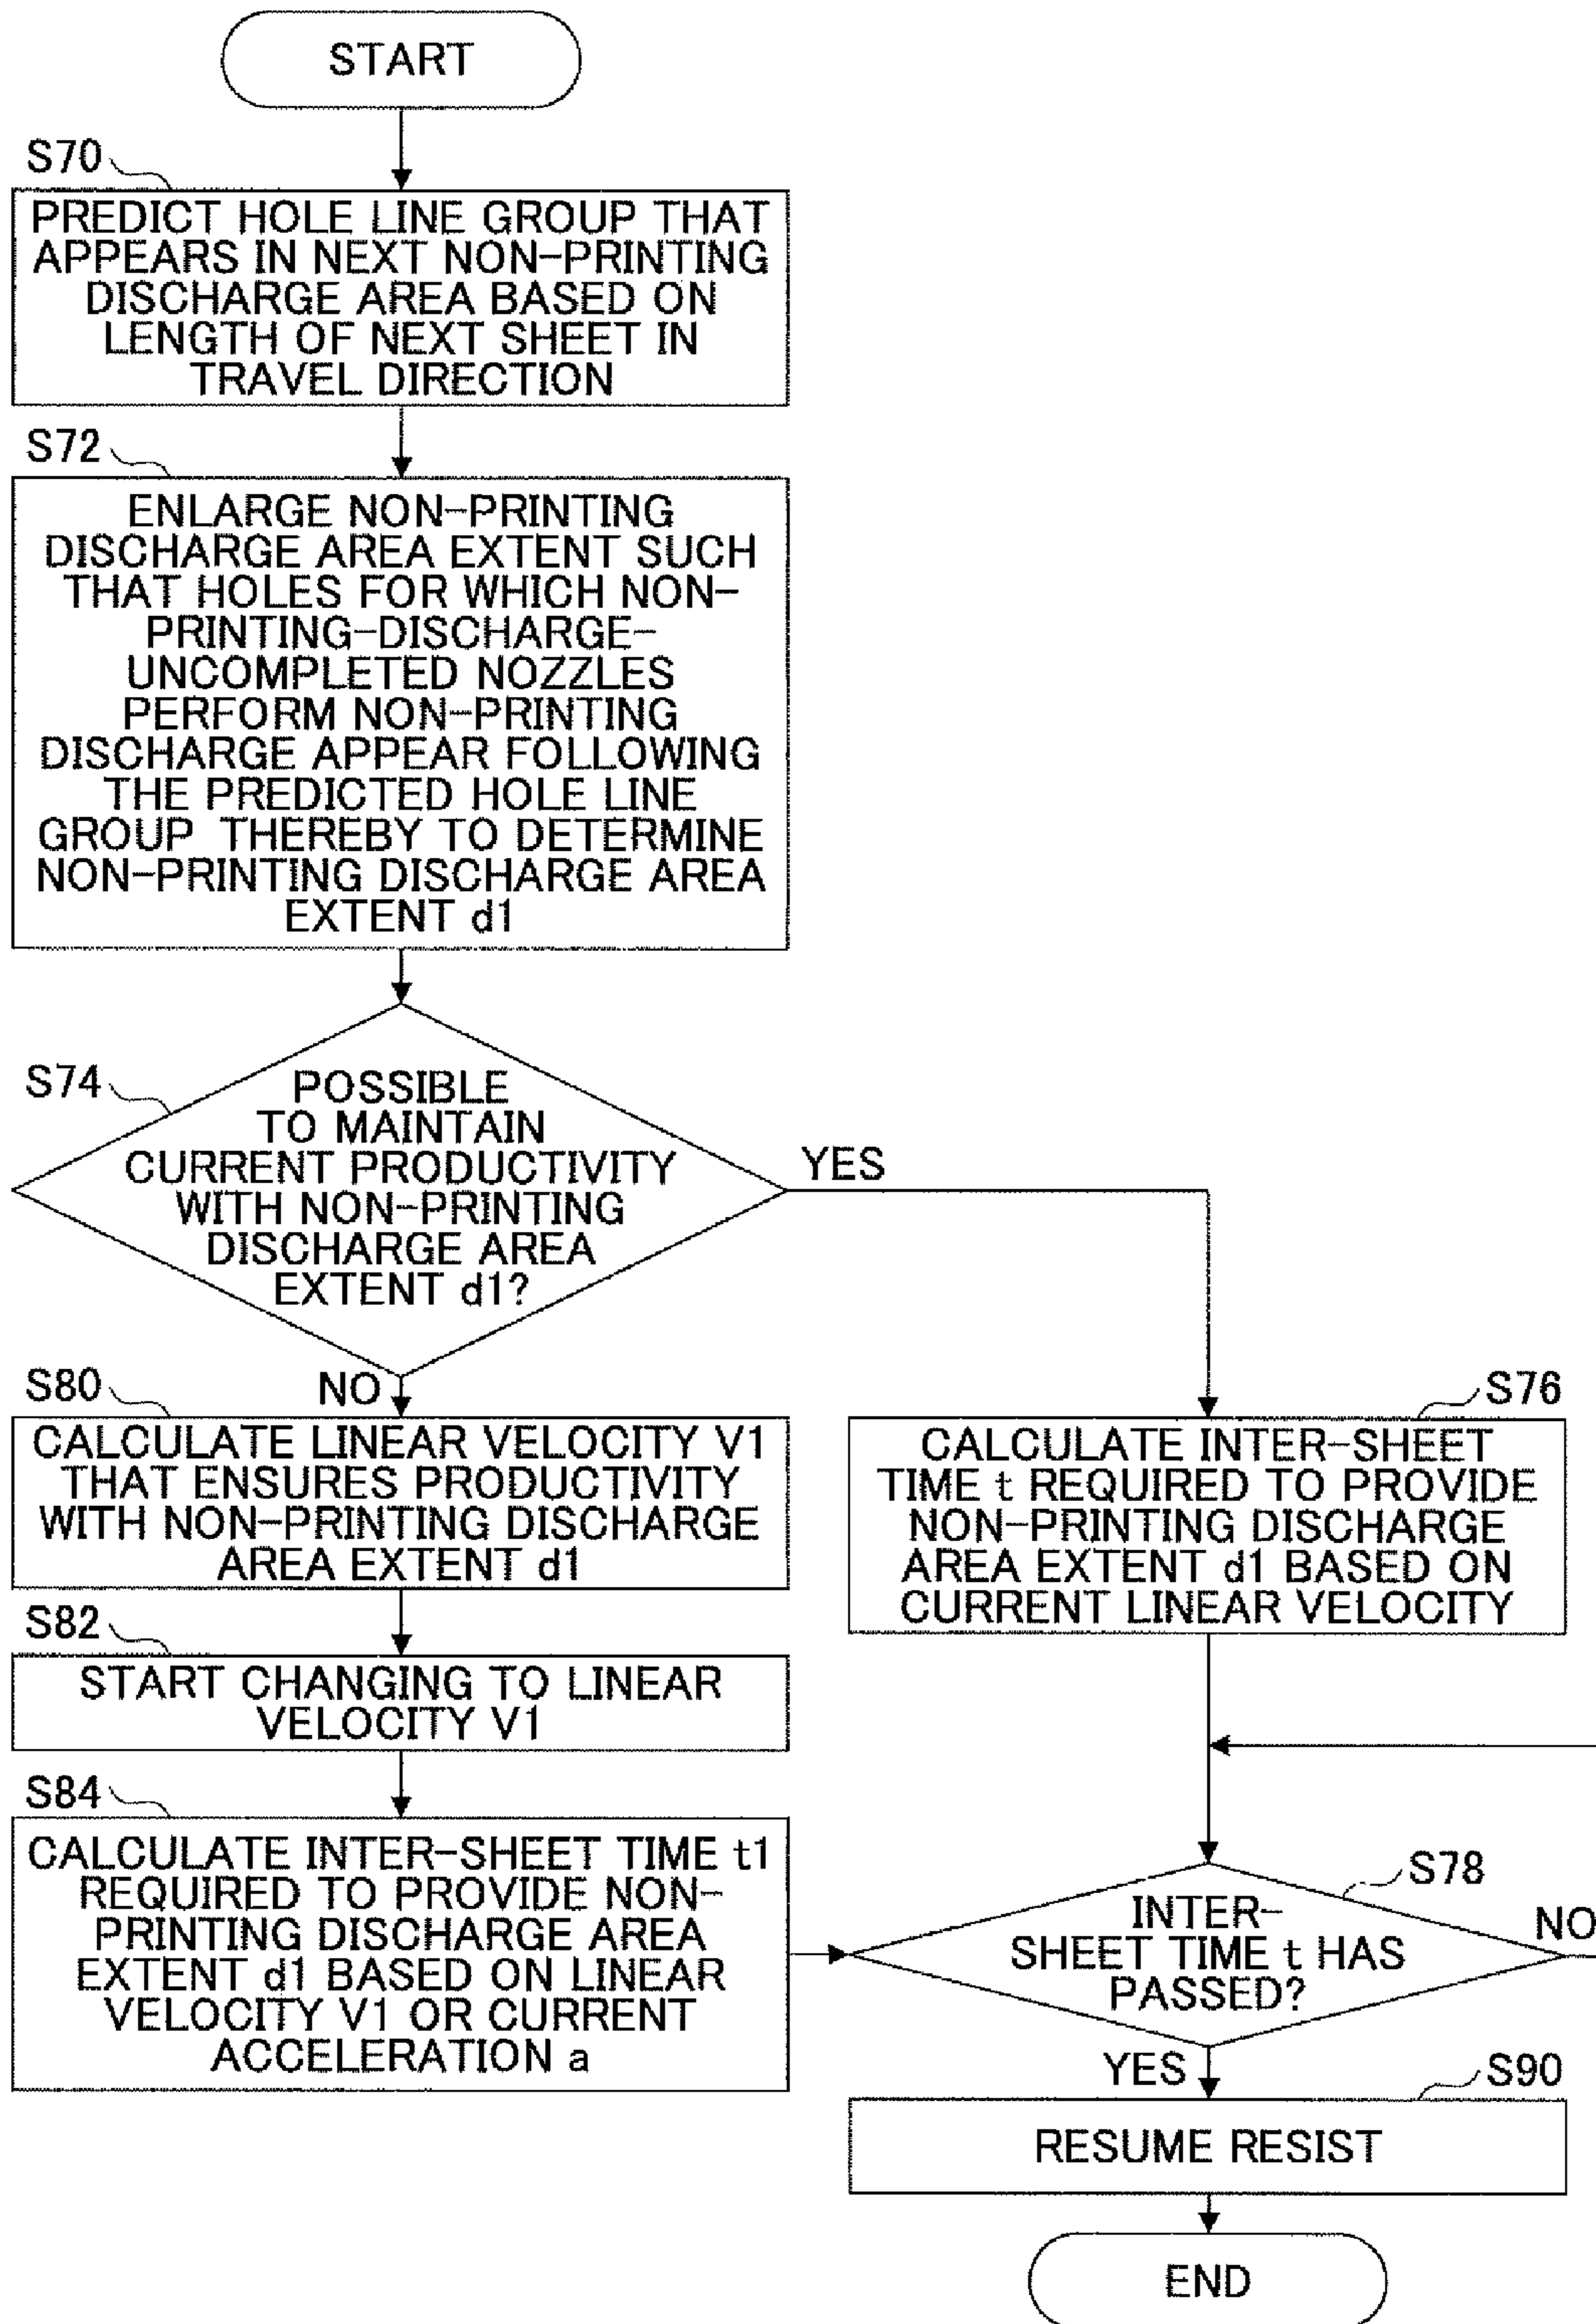 START
S70
PREDICT HOLE LINE GROUP THAT
APPEARS IN NEXT NON-PRINTING
DISCHARGE AREA BASED ON
LENGTH OF NEXT SHEET IN
TRAVEL DIRECTION
S72
ENLARGE NON-PRINTING
DISCHARGE AREA EXTENT SUCH
THAT HOLES FOR WHICH NON-
PRINTING-DISCHARGE-
UNCOMPLETED NOZZLES
PERFORM NON-PRINTING
DISCHARGE APPEAR FOLLOWING
THE PREDICTED HOLE LINE
GROUP THEREBY TO DETERMINE
NON-PRINTING DISCHARGE AREA
EXTENT d1
S74
POSSIBLE
TO MAINTAIN
CURRENT PRODUCTIVITY
WITH NON-PRINTING
DISCHARGE AREA
EXTENT d1?
YES
NO
S80
CALCULATE LINEAR VELOCITY V1
THAT ENSURES PRODUCTIVITY
WITH NON-PRINTING DISCHARGE
AREA EXTENT d1
S82
START CHANGING TO LINEAR
VELOCITY V1
S84
CALCULATE INTER-SHEET TIME t1
REQUIRED TO PROVIDE NON-
PRINTING DISCHARGE AREA
EXTENT d1 BASED ON LINEAR
VELOCITY V1 OR CURRENT
ACCELERATION a
S76
CALCULATE INTER-SHEET
TIME t REQUIRED TO PROVIDE
NON-PRINTING DISCHARGE
AREA EXTENT d1 BASED ON
CURRENT LINEAR VELOCITY
S78
INTER-
SHEET TIME t HAS
PASSED?
NO
YES
S90
RESUME RESIST
END